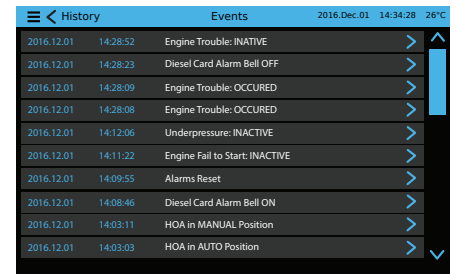 History Events 2016.Dec.01 14:34:28 26°C
2016.12.01 14:28:52 Engine Trouble: INATIVE
2016.12.01 14:28:23 Diesel Card Alarm Bell OFF
2016.12.01 14:28:09 Engine Trouble: OCCURED
2016.12.01 14:28:08 Engine Trouble: OCCURED
2016.12.01 14:12:06 Underpressure: INACTIVE
2016.12.01 14:11:22 Engine Fail to Start: INACTIVE
2016.12.01 14:09:55 Alarms Reset
2016.12.01 14:08:46 Diesel Card Alarm Bell ON
2016.12.01 14:03:11 HOA in MANUAL Position
2016.12.01 14:03:03 HOA in AUTO Position